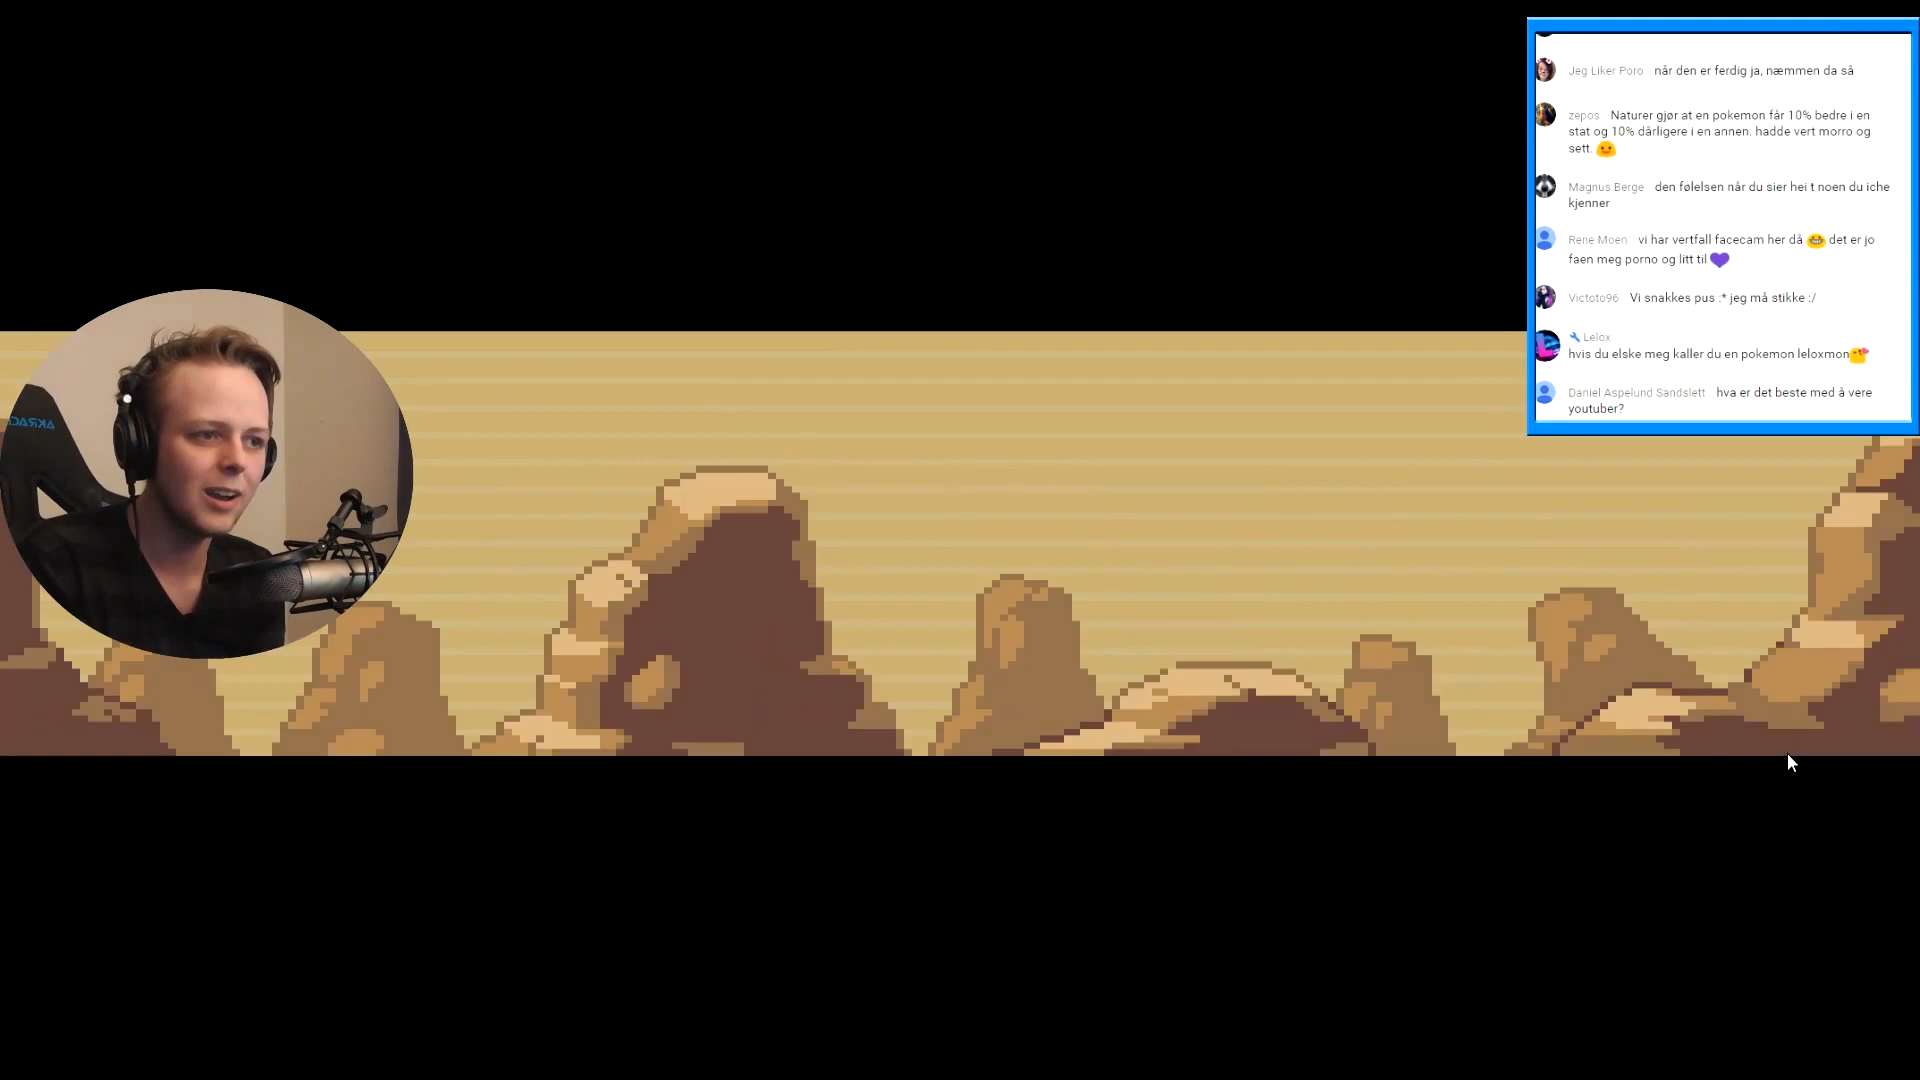 Jeg Liker Poro når den er ferdig ja, næmmen da så
zepos Naturer gjør at en pokemon får 10% bedre i en
stat og 10% dårligere i en annen. hadde vert morro og
sett.
Magnus Berge den følelsen når du sier hei t noen du iche
kjenner
Rene Moen vi har vertfall facecam her då det er jo
faen meg porno og litt til
Victoto96 Vi snakkes pus :* jeg må stikke :/
Lelox
hvis du elske meg kaller du en pokemon leloxmon
Daniel Aspelund Sandslett hva er det beste med å vere
youtuber?